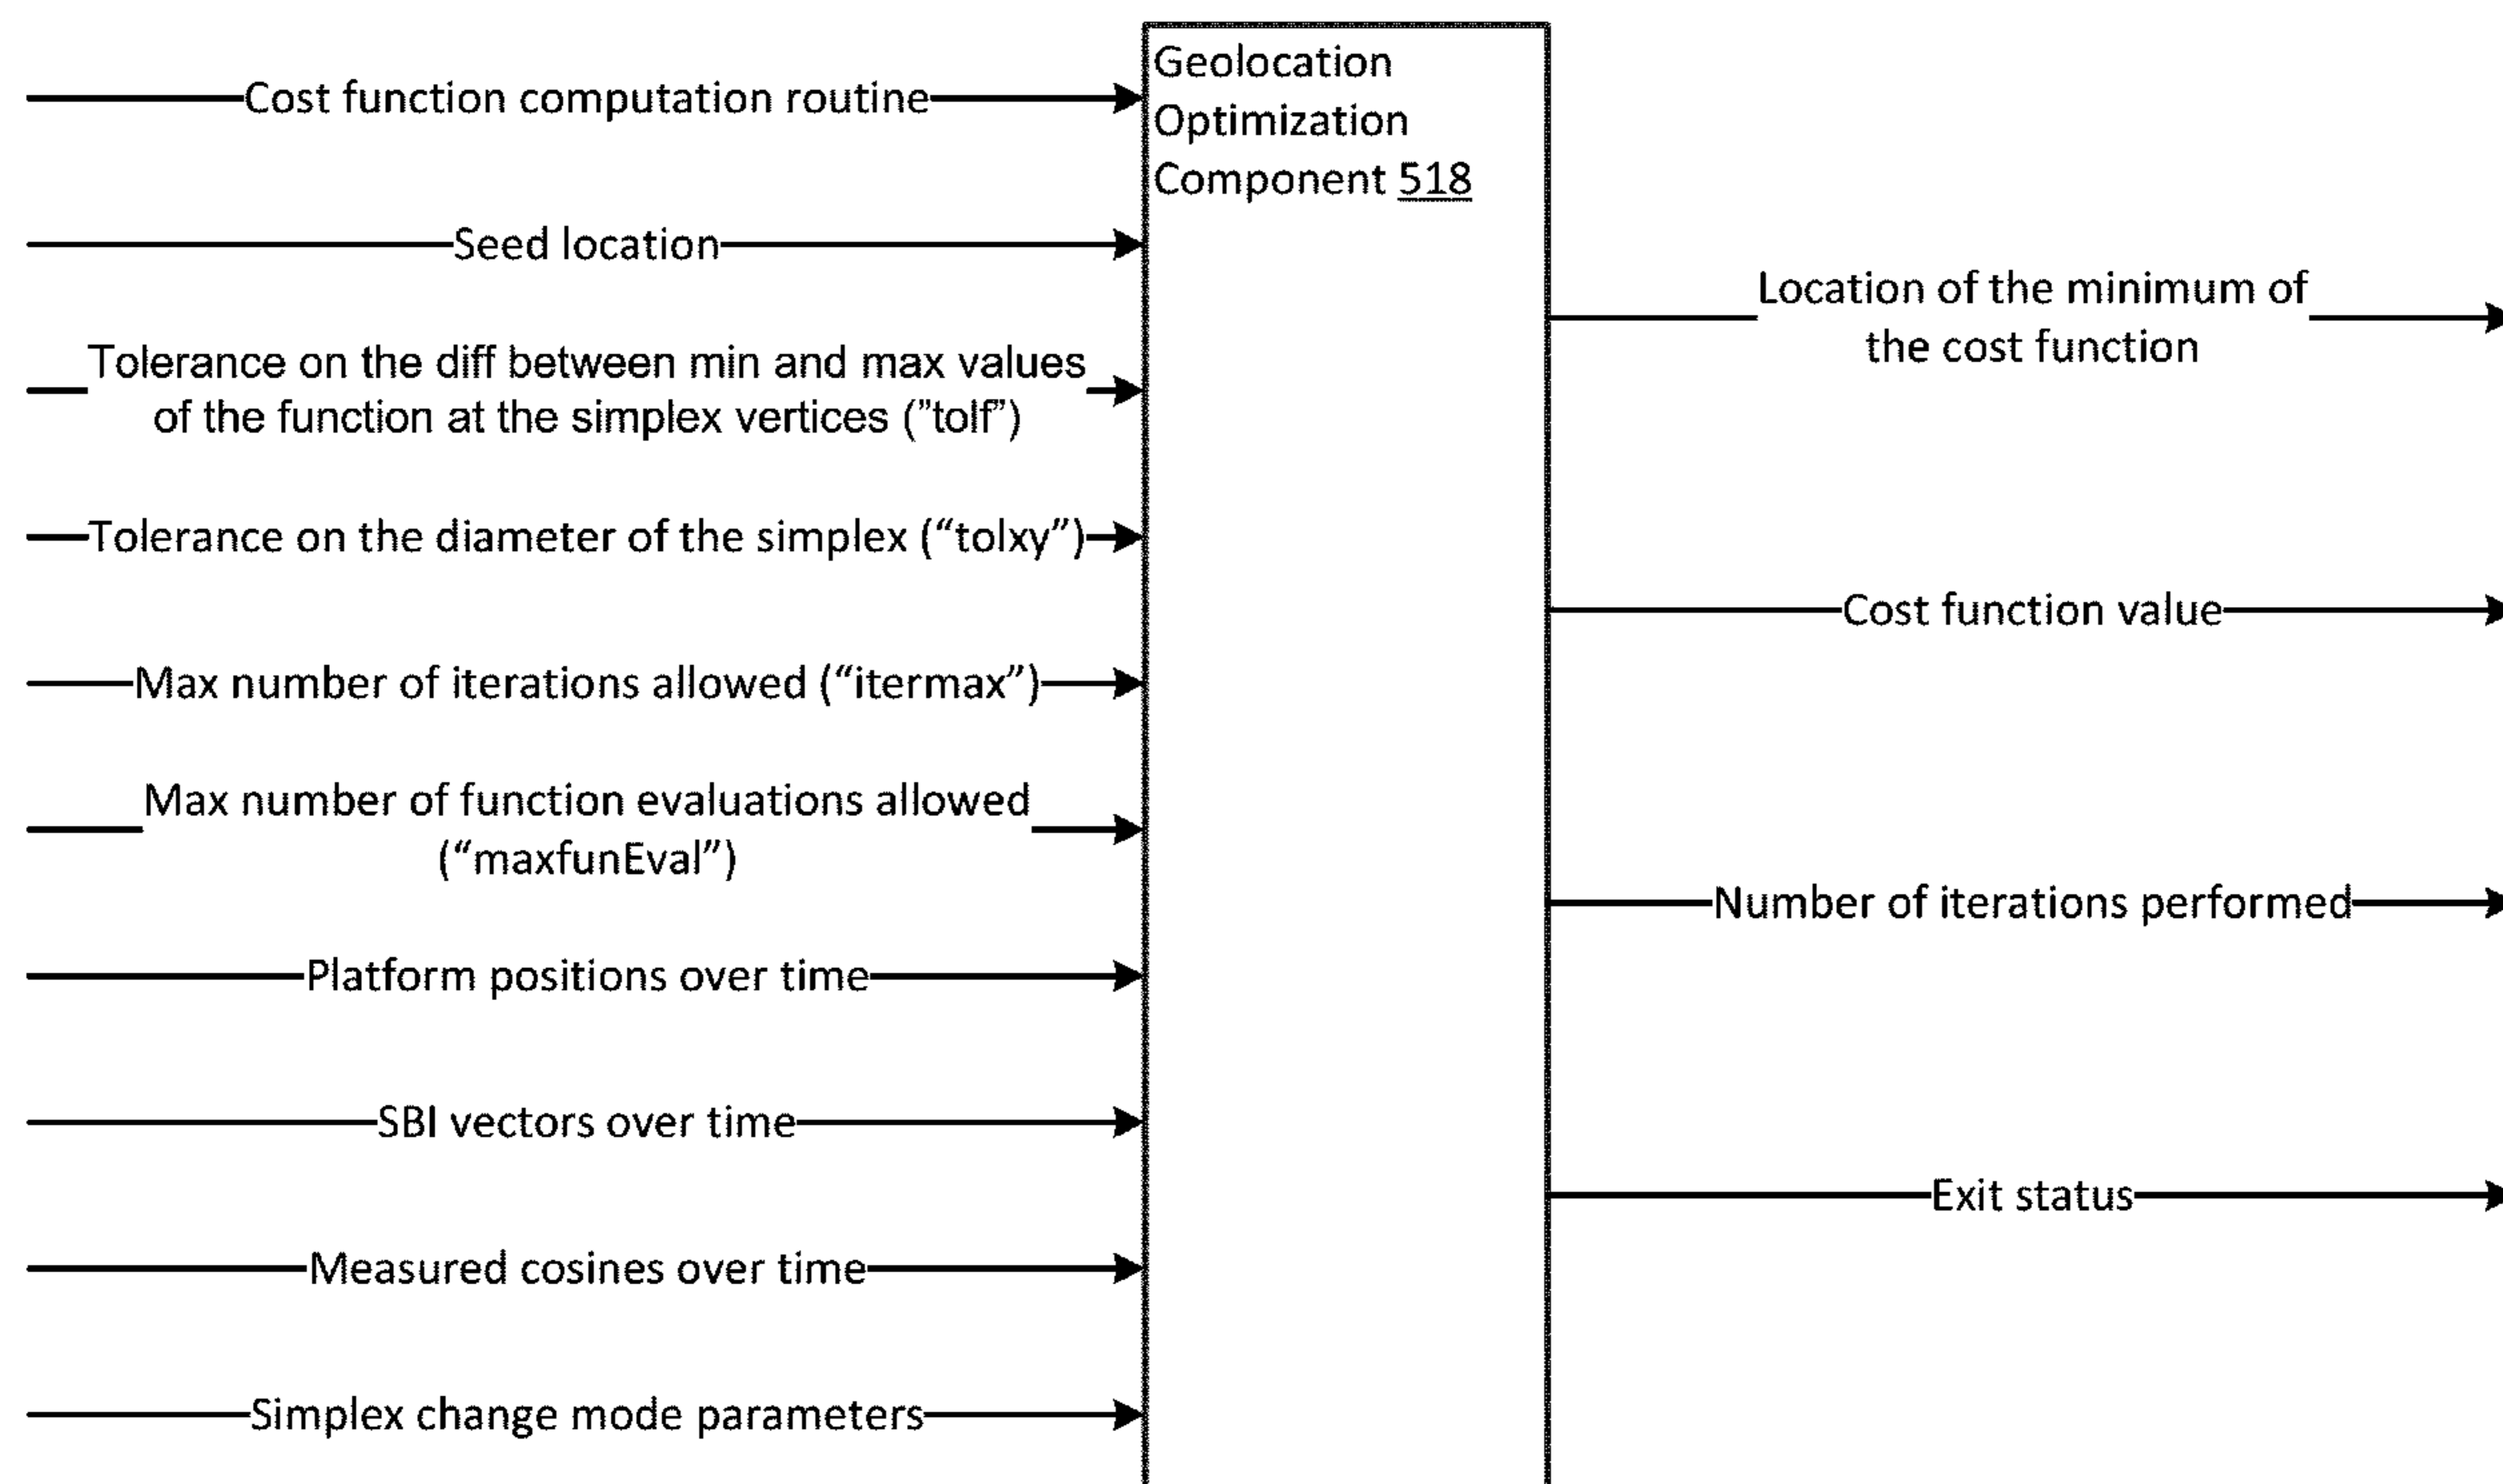 Geolocation
Optimization
Component 518
Cost function computation routine
Seed location
Tolerance on the diff between min and max values
of the function at the simplex vertices (”tolf”)
Tolerance on the diameter of the simplex (“tolxy”)
Max number of iterations allowed (“itermax”)
Max number of function evaluations allowed
(“maxfunEval”)
Platform positions over time
SBI vectors over time
Measured cosines over time
Simplex change mode parameters
Location of the minimum of
the cost function
Cost function value
Number of iterations performed
Exit status